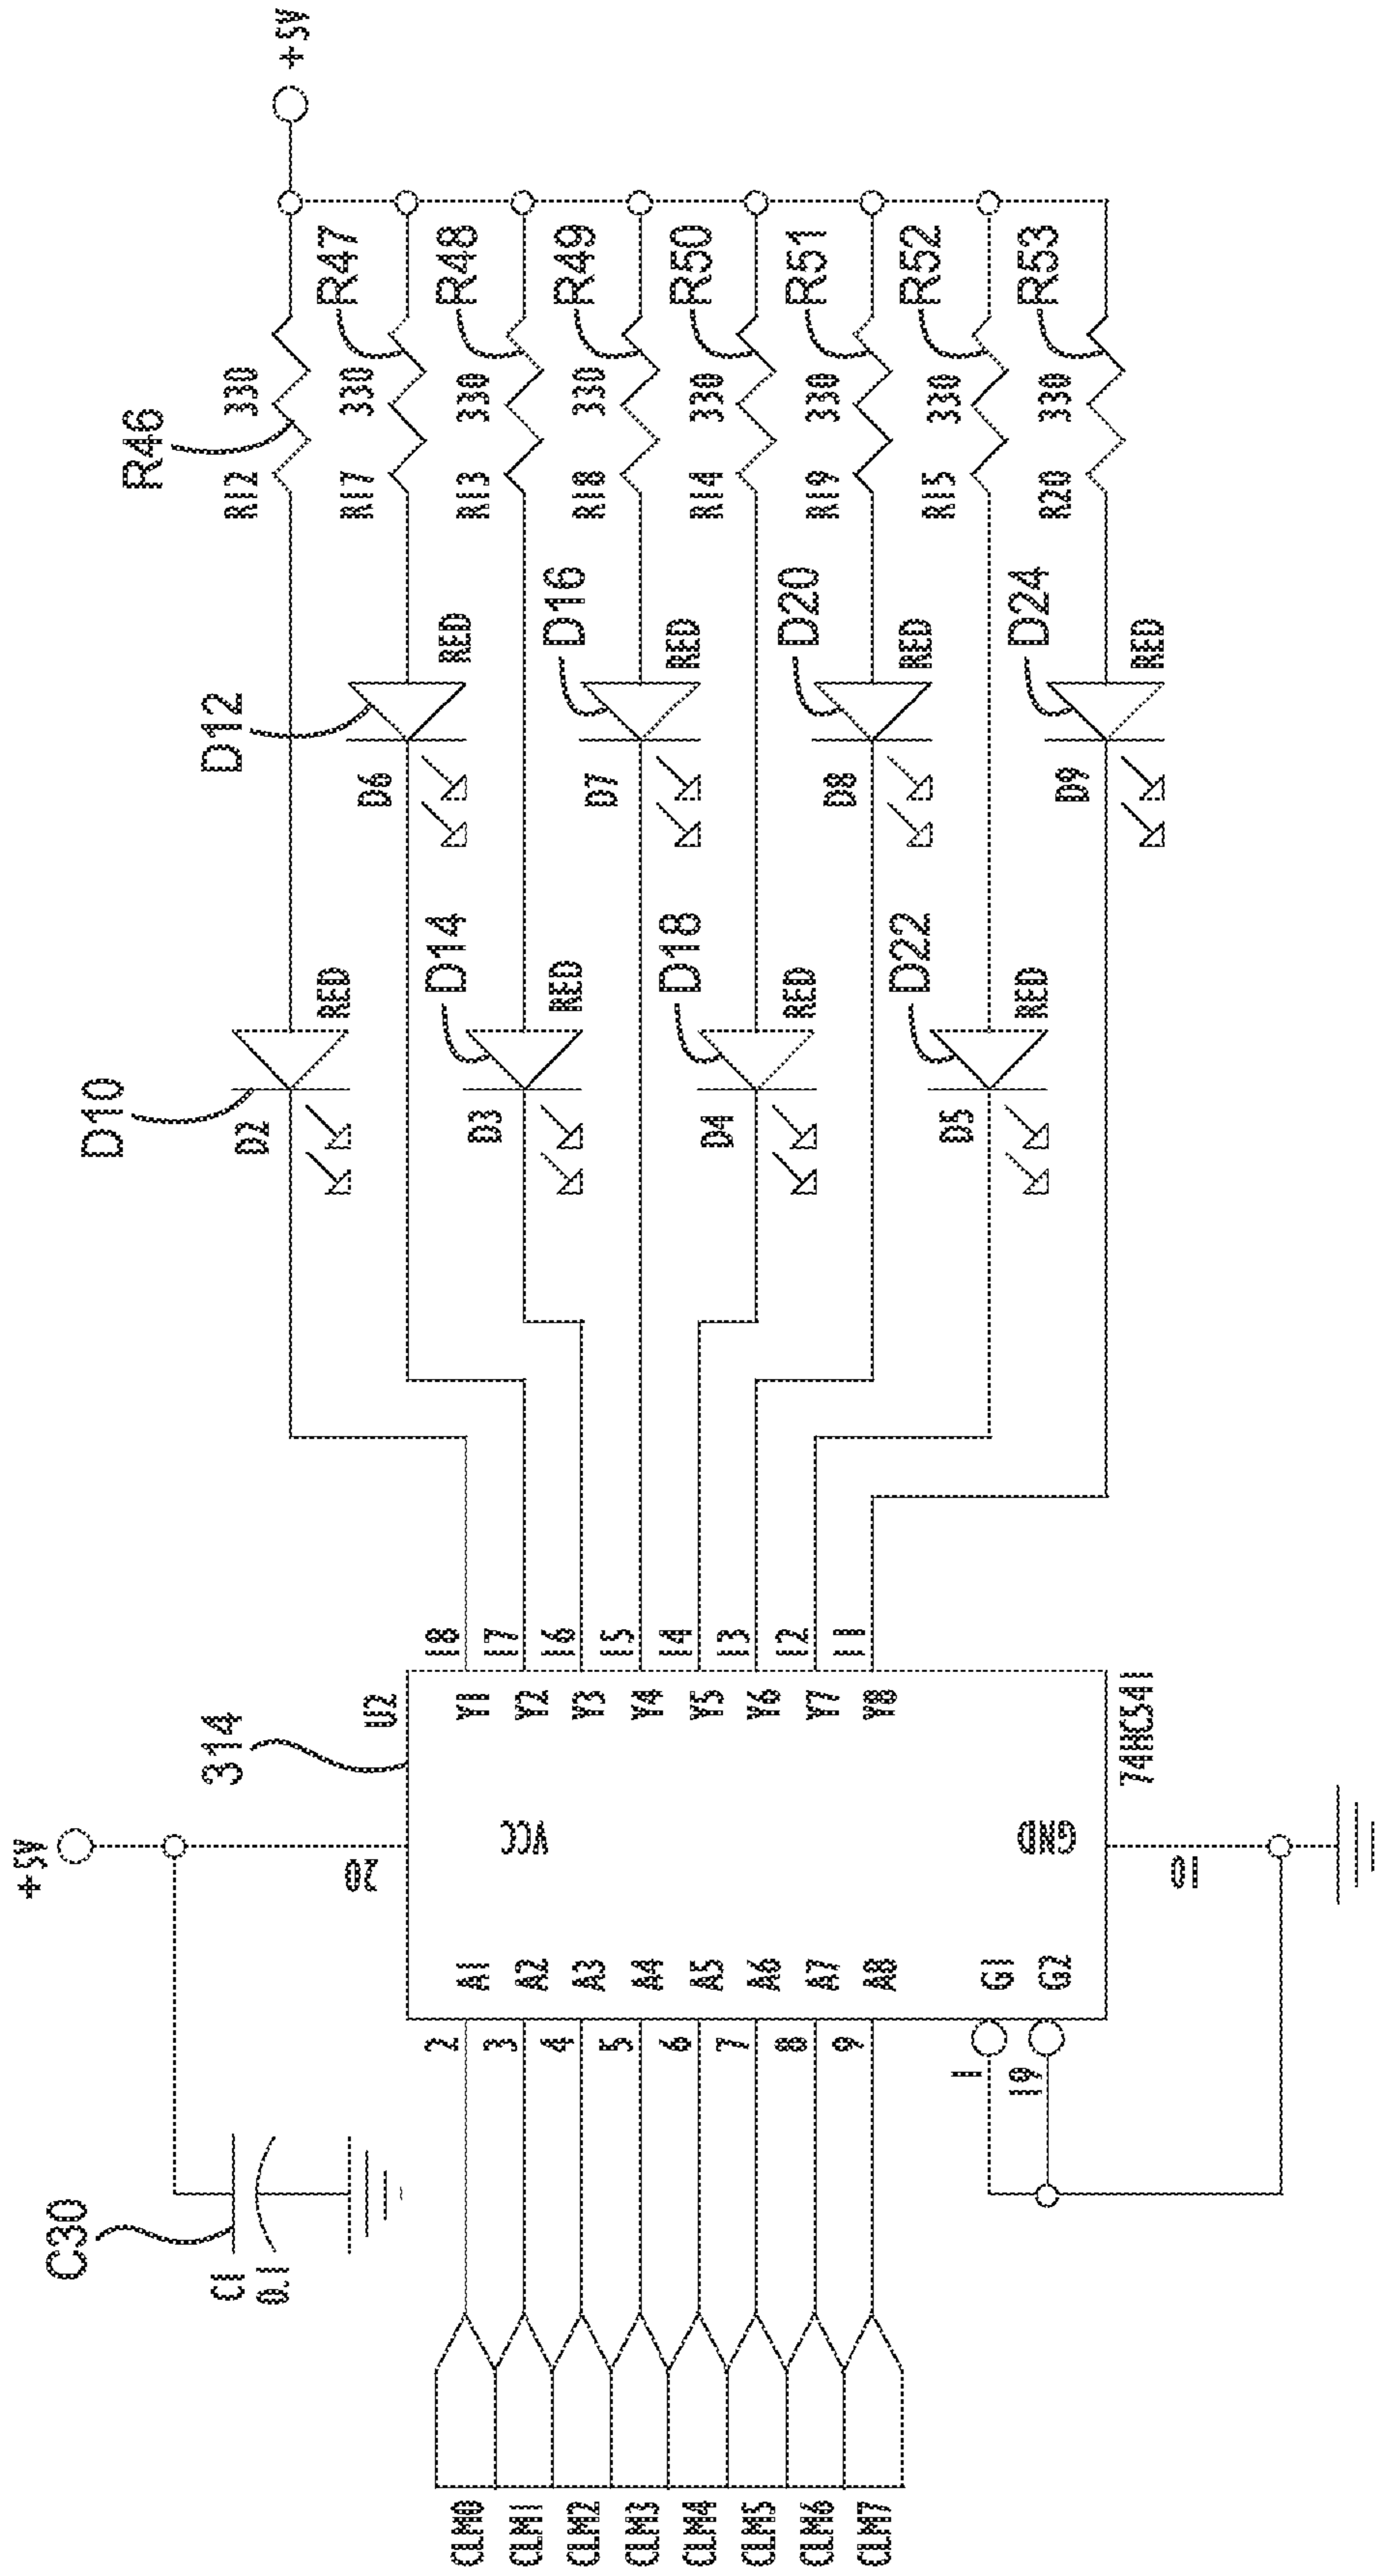 +5V
C30
C1
0.1
20
314
U2
VCC
GND
10
74HC541
CLM0
CLM1
CLM2
CLM3
CLM4
CLM5
CLM6
CLM7
2
3
4
5
6
7
8
9
1
19
A1
A2
A3
A4
A5
A6
A7
A8
G1
G2
Y1
Y2
Y3
Y4
Y5
Y6
Y7
Y8
18
17
16
15
14
13
12
11
D10
D2
RED
D12
D6
RED
D14
D3
RED
D16
D7
RED
D18
D4
RED
D20
D8
RED
D22
D5
RED
D24
D9
RED
R46
R12 330
R47
R17 330
R48
R13 330
R49
R18 330
R50
R14 330
R51
R19 330
R52
R15 330
R53
R20 330
+5V